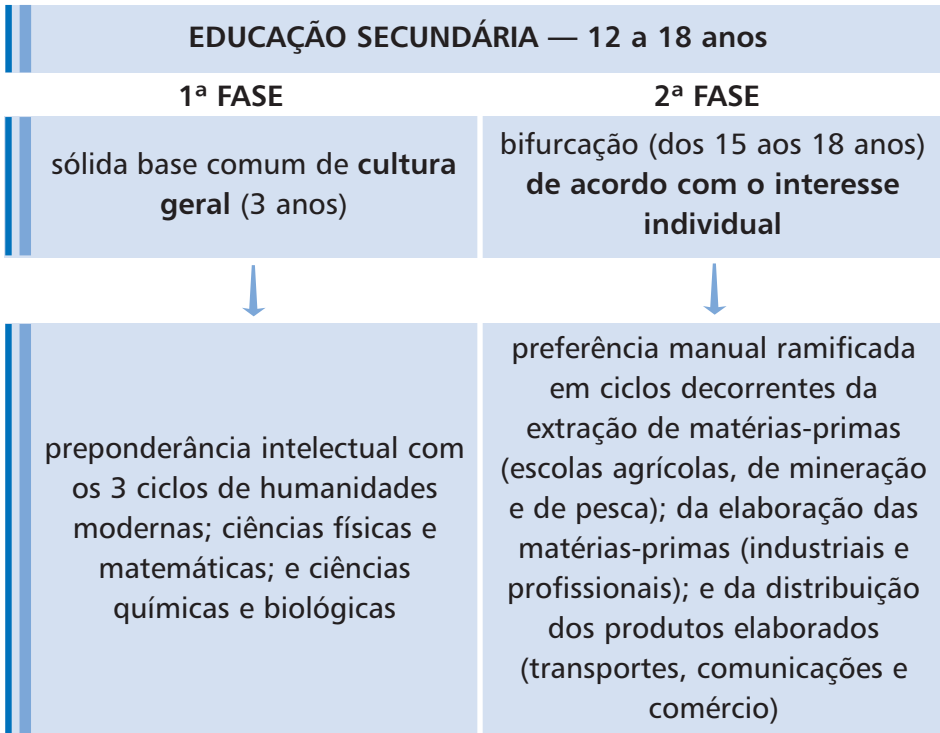 EDUCAÇÃO SECUNDÁRIA — 12 a 18 anos
1ª FASE
2ª FASE
sólida base comum de cultura
geral (3 anos)
bifurcação (dos 15 aos 18 anos)
de acordo com o interesse
individual
preponderância intelectual com
os 3 ciclos de humanidades
modernas; ciências físicas e
matemáticas; e ciências
químicas e biológicas
preferência manual ramificada
em ciclos decorrentes da
extração de matérias-primas
(escolas agrícolas, de mineração
e de pesca); da elaboração das
matérias-primas (industriais e
profissionais); e da distribuição
dos produtos elaborados
(transportes, comunicações e
comércio)